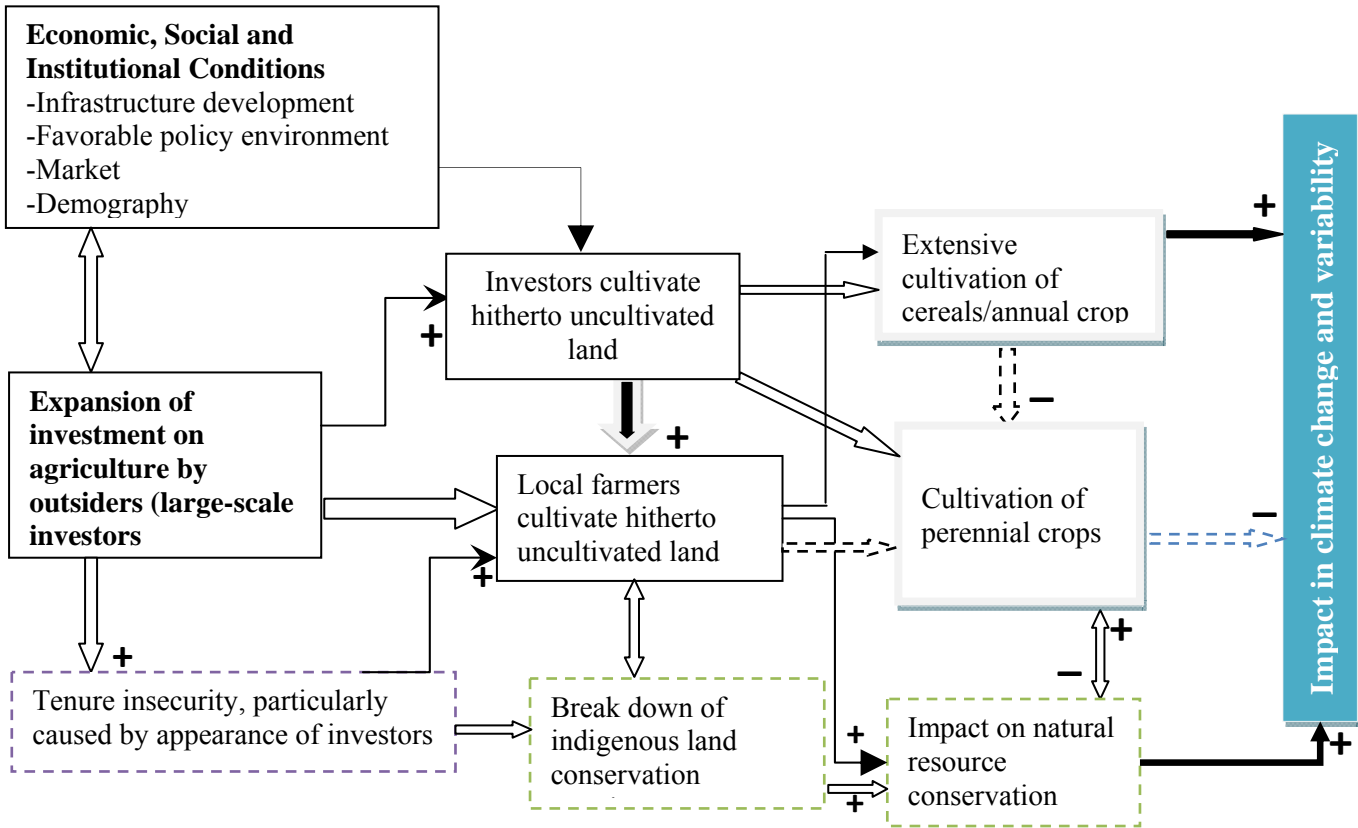 Economic, Social and
Institutional Conditions
-Infrastructure development
-Favorable policy environment
-Market
-Demography
Expansion of
investment on
agriculture by
outsiders (large-scale
investors
Tenure insecurity, particularly
caused by appearance of investors
Investors cultivate
hitherto uncultivated
land
Local farmers
cultivate hitherto
uncultivated land
Break down of
indigenous land
conservation
Extensive
cultivation of
cereals/annual crop
Cultivation of
perennial crops
Impact on natural
resource
conservation
Impact in climate change and variability
+
+
+
+
+
+
+
+
+
−
−
−